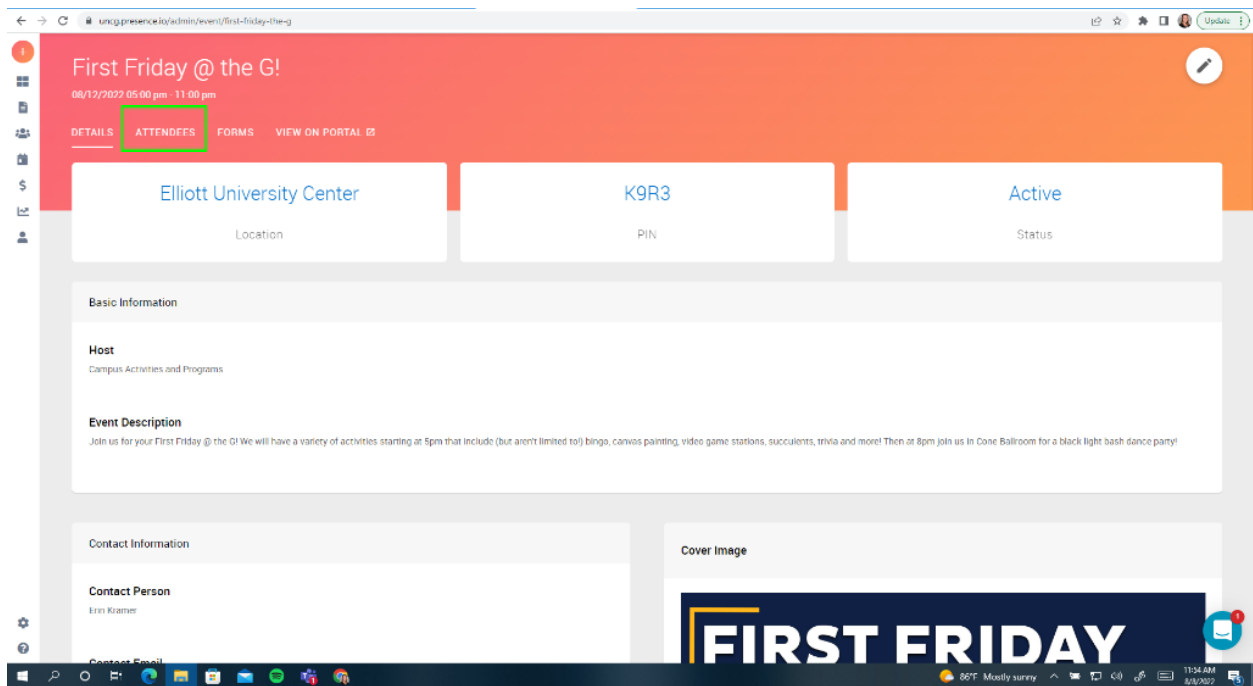 uncg.presence.io/admin/event/first-friday-the-g
Update
First Friday @ the G!
08/12/2022 05:00 pm - 11:00 pm
DETAILS ATTENDEES FORMS VIEW ON PORTAL
Elliott University Center K9R3 Active
Location PIN Status
Basic Information
Host
Campus Activities and Programs
Event Description
Join us for your First Friday @ the G! We will have a variety of activities starting at 5pm that include (but aren't limited to!) bingo, canvas painting, video game stations, succulents, trivia and more! Then at 8pm join us in Cone Ballroom for a black light bash dance party!
Contact Information
Cover Image
Contact Person
Erin Kramer
FIRST FRIDAY
1
Contact Email
86°F Mostly sunny
11:54 AM
8/8/2022